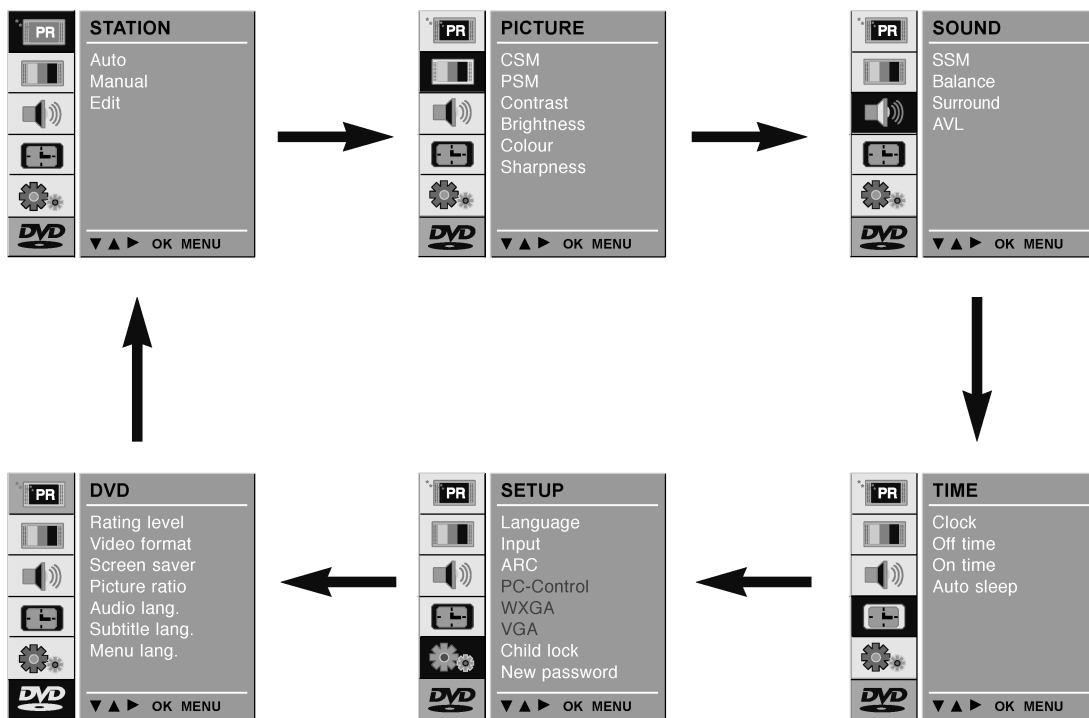 PR
STATION
Auto
Manual
Edit
DVD
▼ ▲ ► OK MENU
PR
PICTURE
CSM
PSM
Contrast
Brightness
Colour
Sharpness
DVD
▼ ▲ ► OK MENU
PR
SOUND
SSM
Balance
Surround
AVL
DVD
▼ ▲ ► OK MENU
PR
DVD
Rating level
Video format
Screen saver
Picture ratio
Audio lang.
Subtitle lang.
Menu lang.
DVD
▼ ▲ ► OK MENU
PR
SETUP
Language
Input
ARC
PC-Control
WXGA
VGA
Child lock
New password
DVD
▼ ▲ ► OK MENU
PR
TIME
Clock
Off time
On time
Auto sleep
DVD
▼ ▲ ► OK MENU